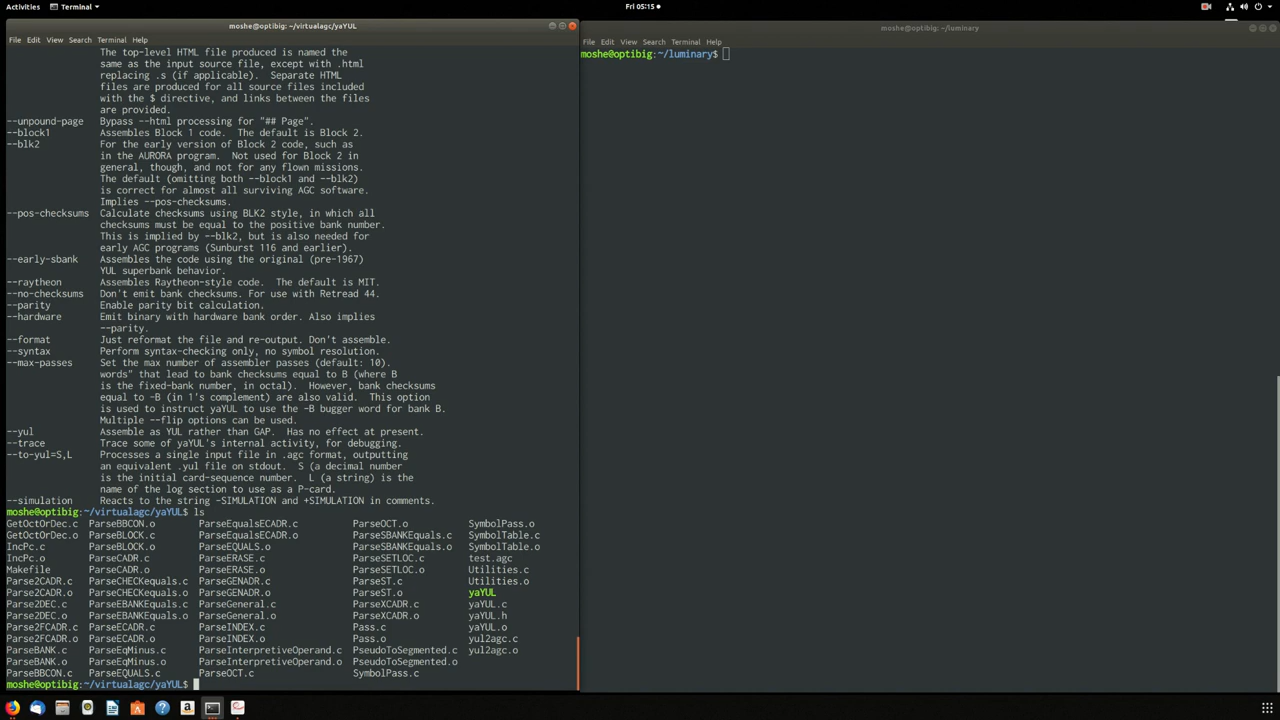 Activities Terminal Fri 05:15
moshe@optibig: ~/virtualagc/yaYUL
File Edit View Search Terminal Help
The top-level HTML file produced is named the
same as the input source file, except with .html
replacing .s (if applicable). Separate HTML
files are produced for all source files included
with the $ directive, and links between the files
are provided.
--unpound-page Bypass --html processing for "## Page".
--block1 Assembles Block 1 code. The default is Block 2.
--blk2 For the early version of Block 2 code, such as
in the AURORA program. Not used for Block 2 in
general, though, and not for any flown missions.
The default (omitting both --block1 and --blk2)
is correct for almost all surviving AGC software.
Implies --pos-checksums.
--pos-checksums Calculate checksums using BLK2 style, in which all
checksums must be equal to the positive bank number.
This is implied by --blk2, but is also needed for
early AGC programs (Sunburst 116 and earlier).
--early-sbank Assembles the code using the original (pre-1967)
YUL superbank behavior.
--raytheon Assembles Raytheon-style code. The default is MIT.
--no-checksums Don't emit bank checksums. For use with Retread 44.
--parity Enable parity bit calculation.
--hardware Emit binary with hardware bank order. Also implies
--parity.
--format Just reformat the file and re-output. Don't assemble.
--syntax Perform syntax-checking only, no symbol resolution.
--max-passes Set the max number of assembler passes (default: 10).
words" that lead to bank checksums equal to B (where B
is the fixed-bank number, in octal). However, bank checksums
equal to -B (in 1's complement) are also valid. This option
is used to instruct yaYUL to use the -B bugger word for bank B.
Multiple --flip options can be used.
--yul Assemble as YUL rather than GAP. Has no effect at present.
--trace Trace some of yaYUL's internal activity, for debugging.
--to-yul=S,L Processes a single input file in .agc format, outputting
an equivalent .yul file on stdout. S (a decimal number
is the initial card-sequence number. L (a string) is the
name of the log section to use as a P-card.
--simulation Reacts to the string -SIMULATION and +SIMULATION in comments.
moshe@optibig:~/virtualagc/yaYUL$ ls
GetOctOrDec.c ParseBBCON.o ParseEqualsECADR.c ParseOCT.o SymbolPass.o
GetOctOrDec.o ParseBLOCK.c ParseEqualsECADR.o ParseSBANKEquals.c SymbolTable.c
IncPc.c ParseBLOCK.o ParseEQUALS.o ParseSBANKEquals.o SymbolTable.o
IncPc.o ParseCADR.c ParseERASE.c ParseSETLOC.c test.agc
Makefile ParseCADR.o ParseERASE.o ParseSETLOC.o Utilities.c
Parse2CADR.c ParseCHECKequals.c ParseGENADR.c ParseST.c Utilities.o
Parse2CADR.o ParseCHECKequals.o ParseGENADR.o ParseST.o yaYUL
Parse2DEC.c ParseEBANKEquals.c ParseGeneral.c ParseXCADR.c yaYUL.c
Parse2DEC.o ParseEBANKEquals.o ParseGeneral.o ParseXCADR.o yaYUL.h
Parse2FCADR.c ParseECADR.c ParseINDEX.c Pass.c yaYUL.o
Parse2FCADR.o ParseECADR.o ParseINDEX.o Pass.o yul2agc.c
ParseBANK.c ParseEqMinus.c ParseInterpretiveOperand.c PseudoToSegmented.c yul2agc.o
ParseBANK.o ParseEqMinus.o ParseInterpretiveOperand.o PseudoToSegmented.o
ParseBBCON.c ParseEQUALS.c ParseOCT.c SymbolPass.c
moshe@optibig:~/virtualagc/yaYUL$
moshe@optibig: ~/luminary
File Edit View Search Terminal Help
moshe@optibig:~/luminary$